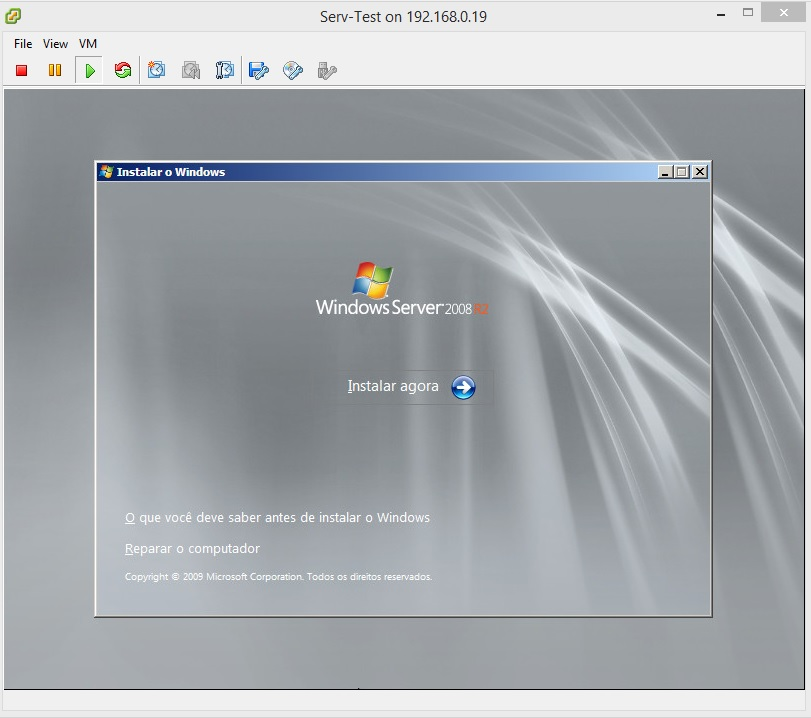 Serv-Test on 192.168.0.19
File View VM
Instalar o Windows
Windows Server 2008 R2
Instalar agora
O que você deve saber antes de instalar o Windows
Reparar o computador
Copyright © 2009 Microsoft Corporation. Todos os direitos reservados.